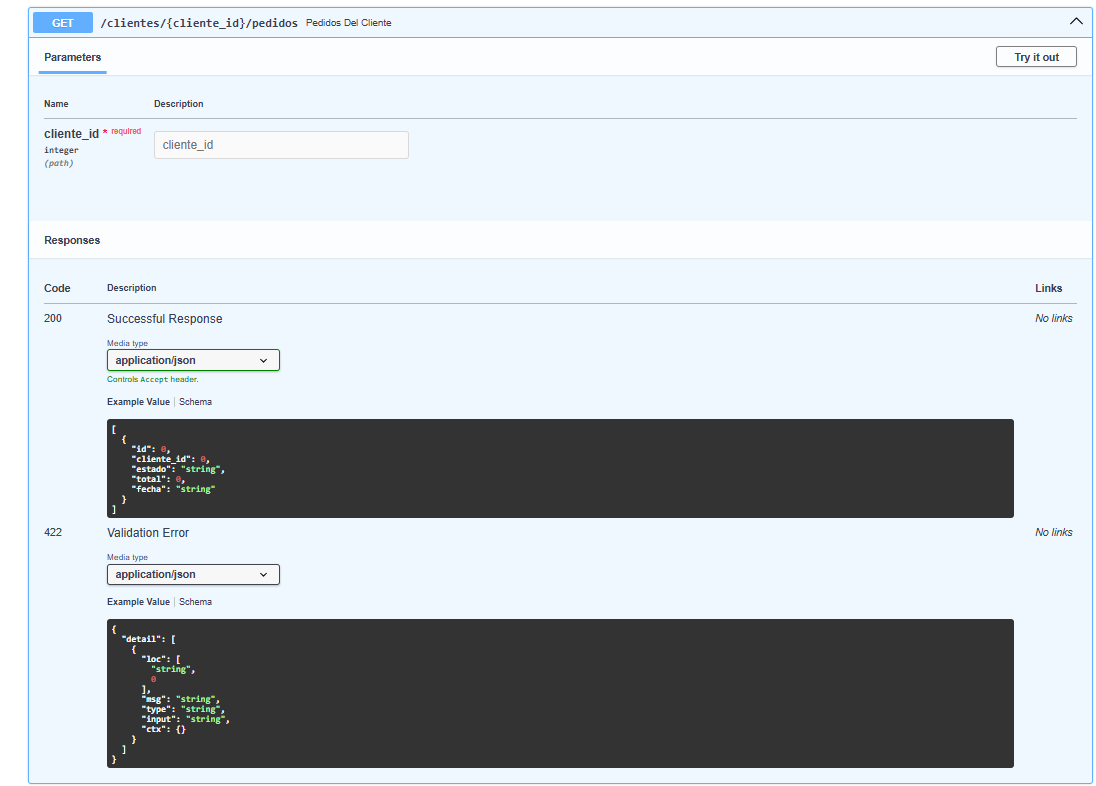 GET /clientes/{cliente_id}/pedidos Pedidos Del Cliente
Parameters
Try it out
Name Description
cliente_id * required
integer
(path)
cliente_id
Responses
Code Description Links
200 Successful Response No links
Media type
application/json
Controls Accept header.
Example Value | Schema
[
  {
    "id": 0,
    "cliente_id": 0,
    "estado": "string",
    "total": 0,
    "fecha": "string"
  }
]
422 Validation Error No links
Media type
application/json
Example Value | Schema
{
  "detail": [
    {
      "loc": [
        "string",
        0
      ],
      "msg": "string",
      "type": "string",
      "input": "string",
      "ctx": {}
    }
  ]
}